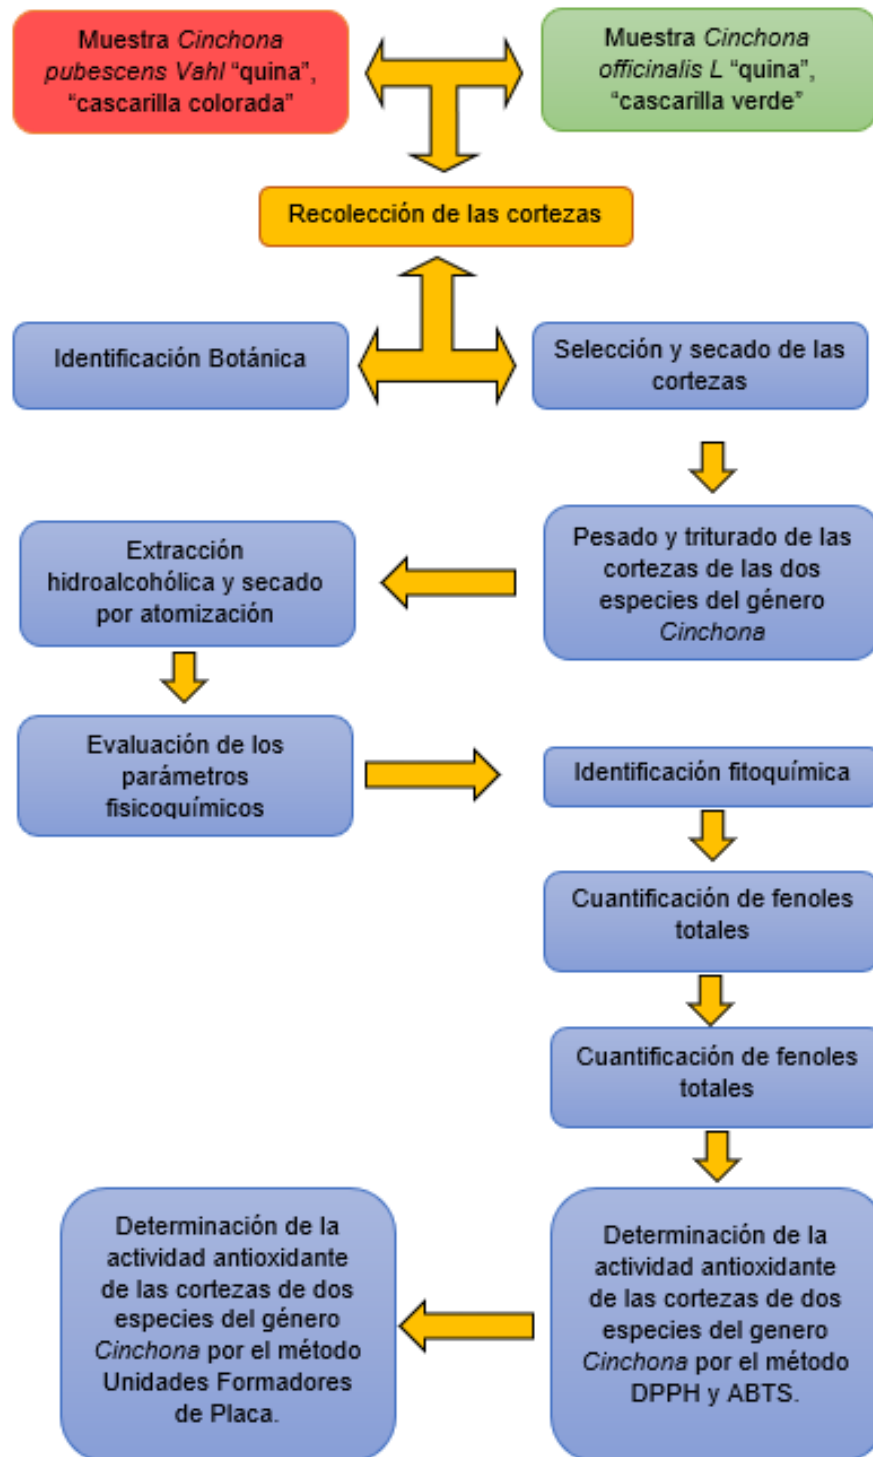 Muestra Cinchona
pubescens Vahl “quina”,
“cascarilla colorada”
Muestra Cinchona
officinalis L “quina”,
“cascarilla verde”
Recolección de las cortezas
Identificación Botánica
Selección y secado de las
cortezas
Pesado y triturado de las
cortezas de las dos
especies del género
Cinchona
Extracción
hidroalcohólica y secado
por atomización
Evaluación de los
parámetros
fisicoquímicos
Identificación fitoquímica
Cuantificación de fenoles
totales
Cuantificación de fenoles
totales
Determinación de la
actividad antioxidante
de las cortezas de dos
especies del genero
Cinchona por el método
DPPH y ABTS.
Determinación de la
actividad antioxidante
de las cortezas de dos
especies del género
Cinchona por el método
Unidades Formadores
de Placa.